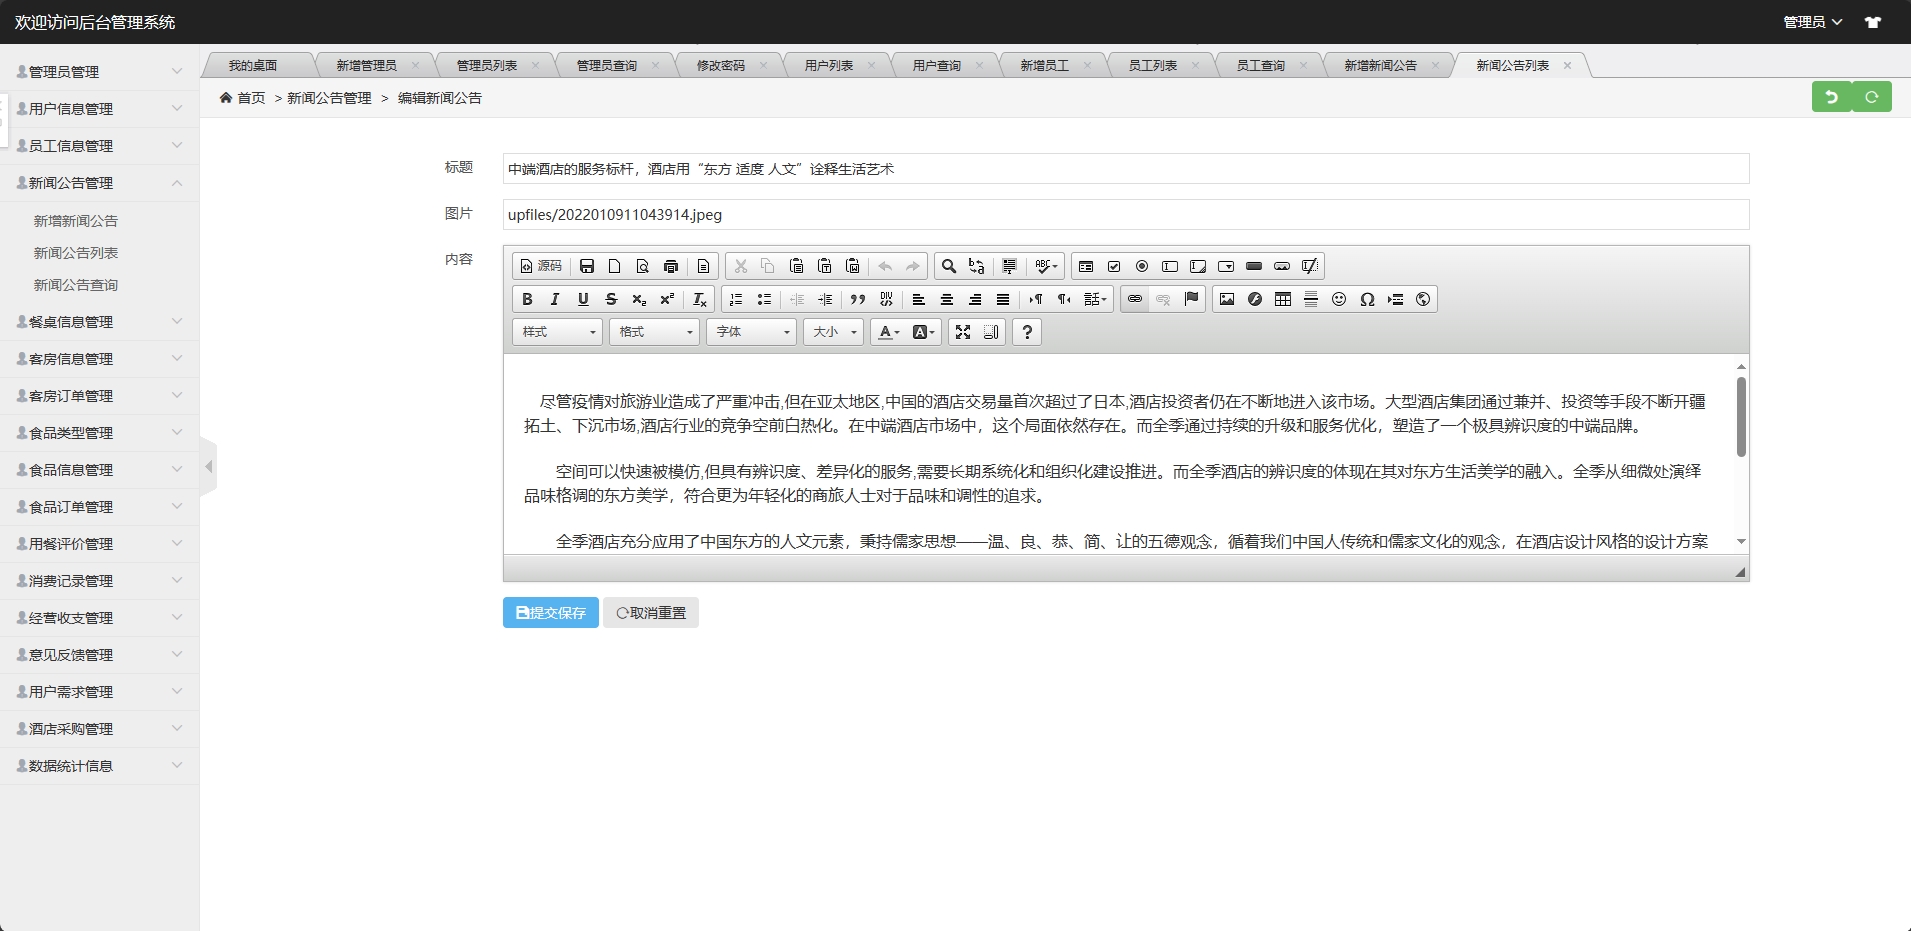 欢迎访问后台管理系统
管理员
管理员管理
用户信息管理
员工信息管理
新闻公告管理
新增新闻公告
新闻公告列表
新闻公告查询
餐桌信息管理
客房信息管理
客房订单管理
食品类型管理
食品信息管理
食品订单管理
用餐评价管理
消费记录管理
经营收支管理
意见反馈管理
用户需求管理
酒店采购管理
数据统计信息
我的桌面 新增管理员 管理员列表 管理员查询 修改密码 用户列表 用户查询 新增员工 员工列表 员工查询 新增新闻公告 新闻公告列表
首页 > 新闻公告管理 > 编辑新闻公告
标题 中端酒店的服务标杆，酒店用“东方 适度 人文”诠释生活艺术
图片 upfiles/2022010911043914.jpeg
内容
源码
样式 格式 字体 大小
尽管疫情对旅游业造成了严重冲击,但在亚太地区,中国的酒店交易量首次超过了日本,酒店投资者仍在不断地进入该市场。大型酒店集团通过兼并、投资等手段不断开疆
拓土、下沉市场,酒店行业的竞争空前白热化。在中端酒店市场中，这个局面依然存在。而全季通过持续的升级和服务优化，塑造了一个极具辨识度的中端品牌。
空间可以快速被模仿,但具有辨识度、差异化的服务,需要长期系统化和组织化建设推进。而全季酒店的辨识度的体现在其对东方生活美学的融入。全季从细微处演绎
品味格调的东方美学，符合更为年轻化的商旅人士对于品味和调性的追求。
全季酒店充分应用了中国东方的人文元素，秉持儒家思想——温、良、恭、简、让的五德观念，循着我们中国人传统和儒家文化的观念，在酒店设计风格的设计方案
提交保存 取消重置